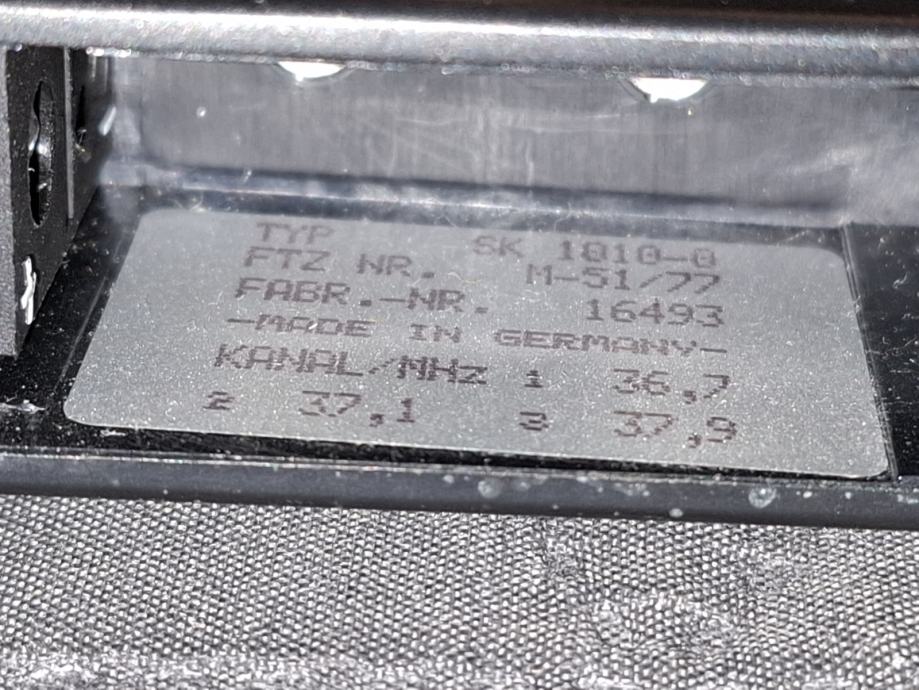 TYP SK 1010-0
FTZ NR. M-51/77
FABR.-NR. 16493
-MADE IN GERMANY-
KANAL/MHz 1 36,7
2 37,1 3 37,9